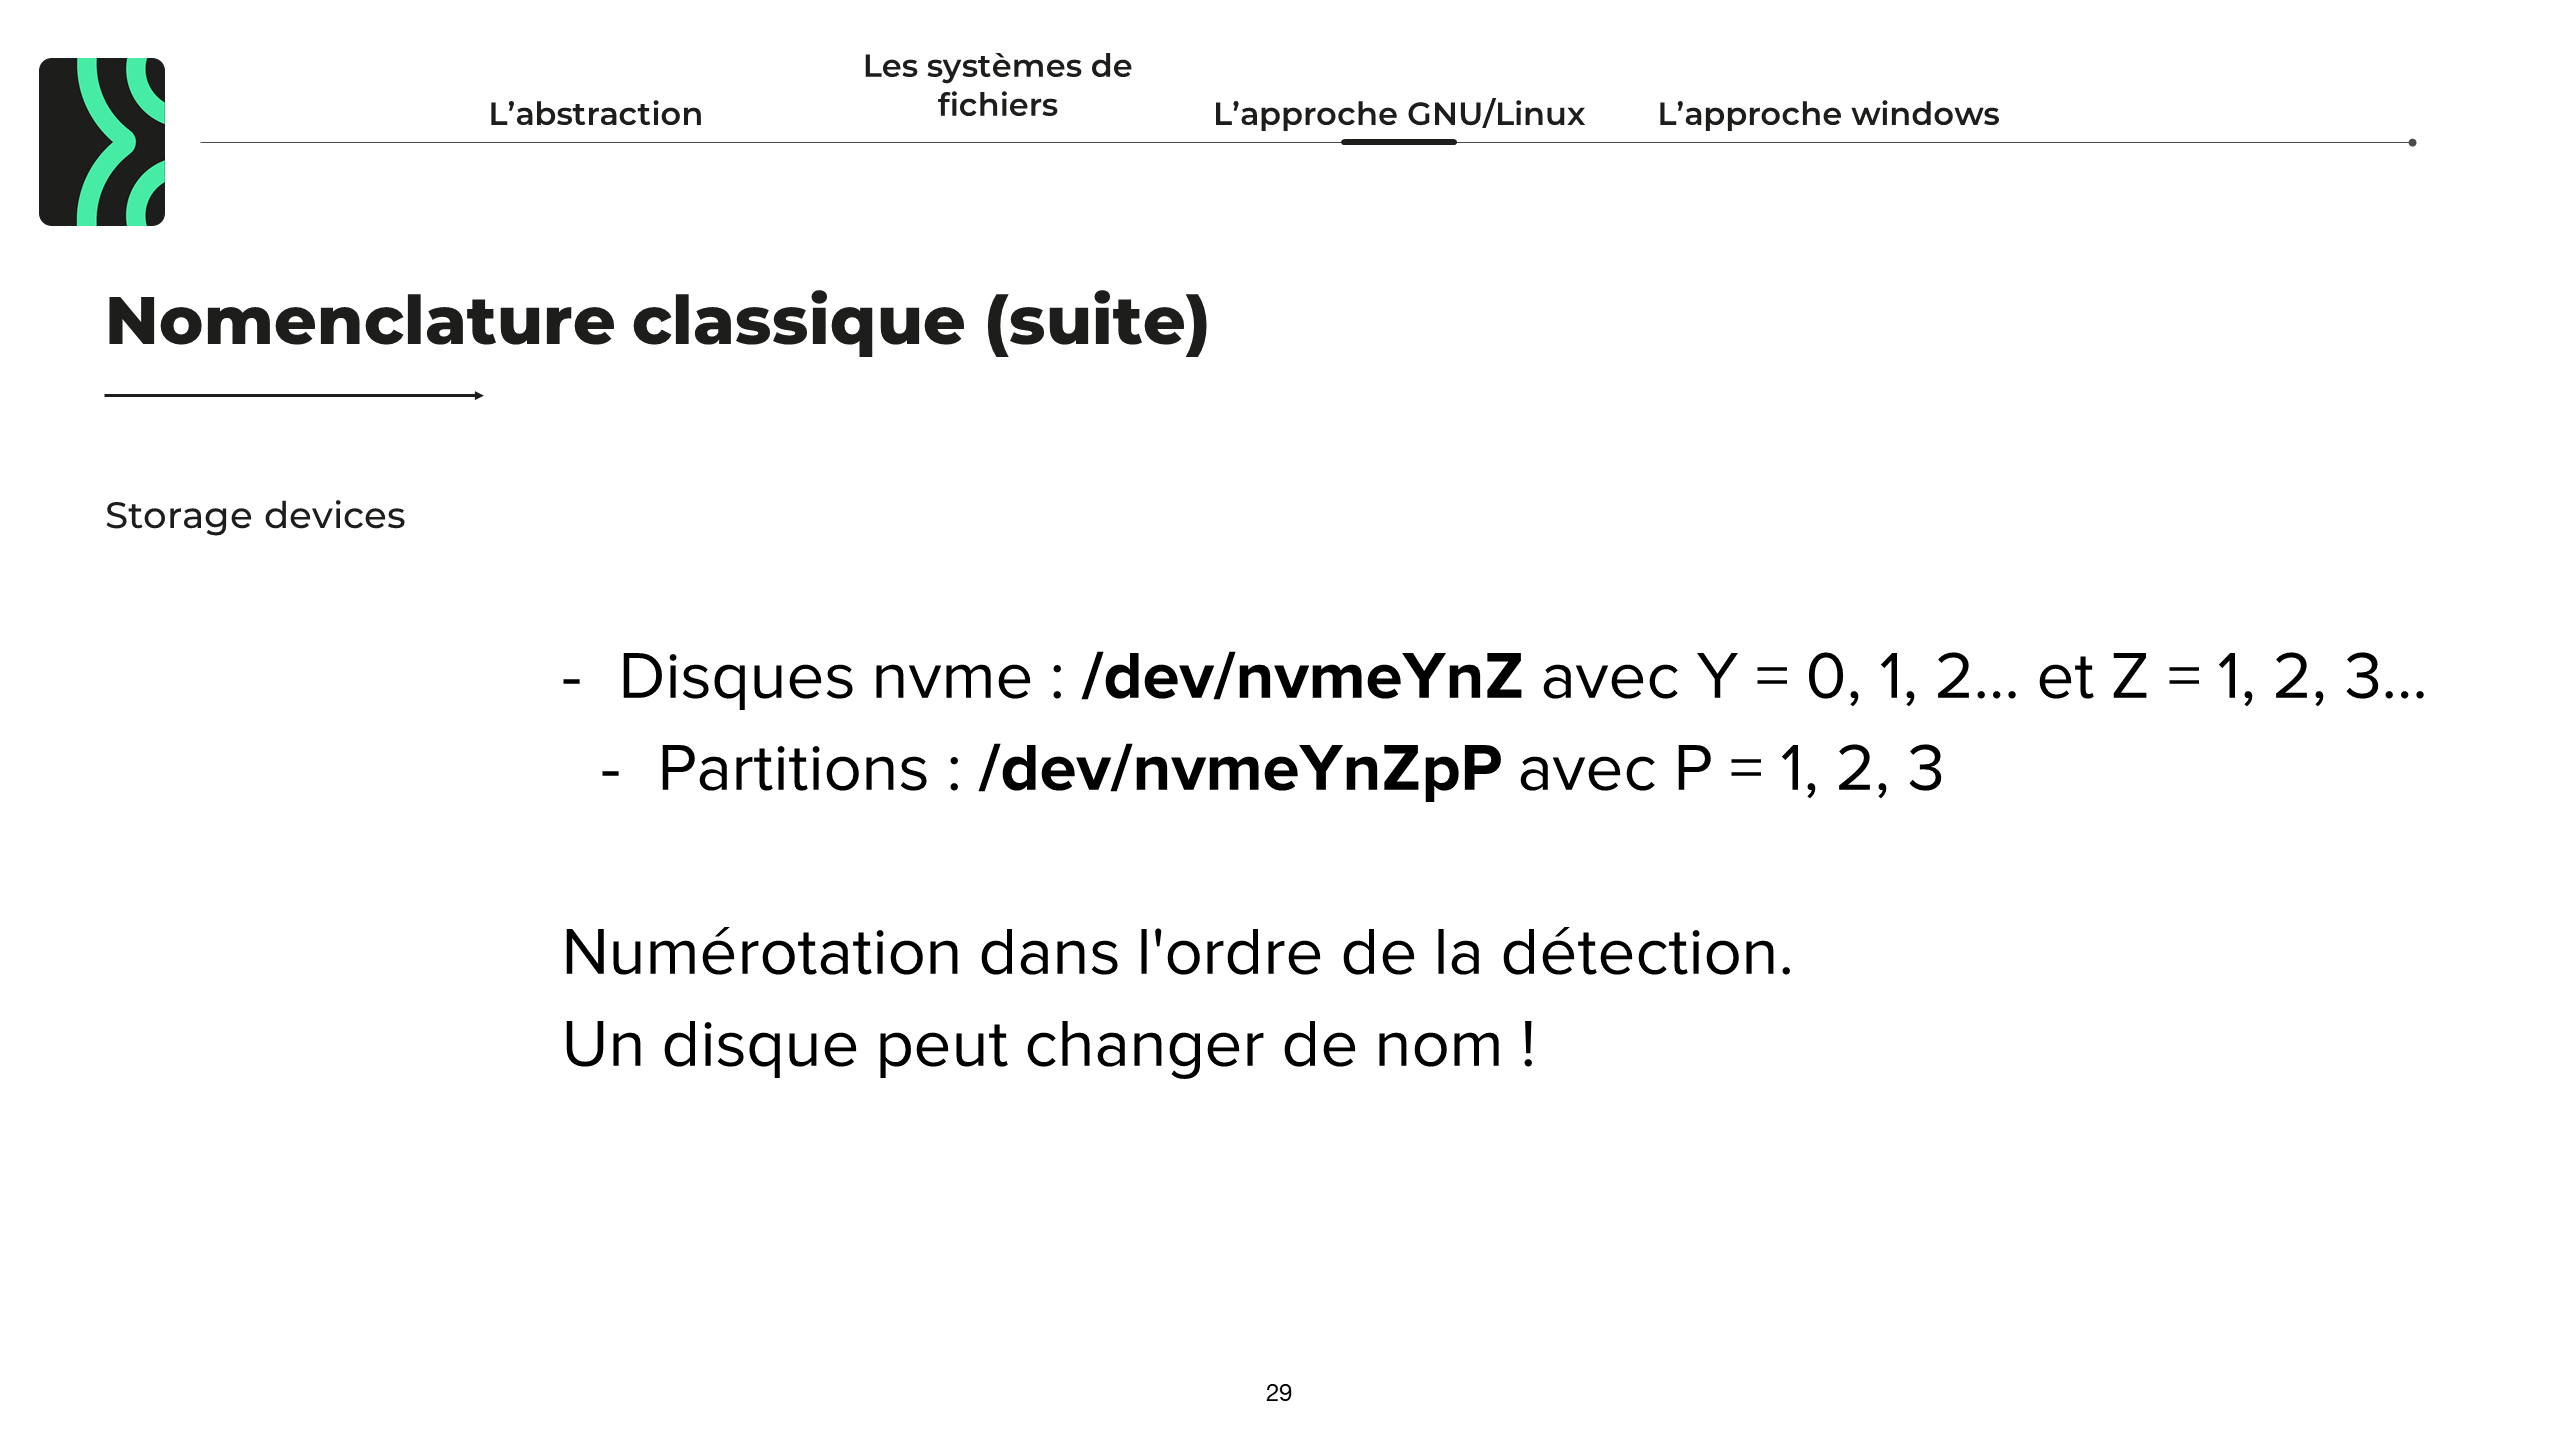 L’abstraction
Les systèmes de
fichiers
L’approche GNU/Linux
L’approche windows
Nomenclature classique (suite)
Storage devices
- Disques nvme : /dev/nvmeYnZ avec Y = 0, 1, 2... et Z = 1, 2, 3...
- Partitions : /dev/nvmeYnZpP avec P = 1, 2, 3
Numérotation dans l'ordre de la détection.
Un disque peut changer de nom !
29